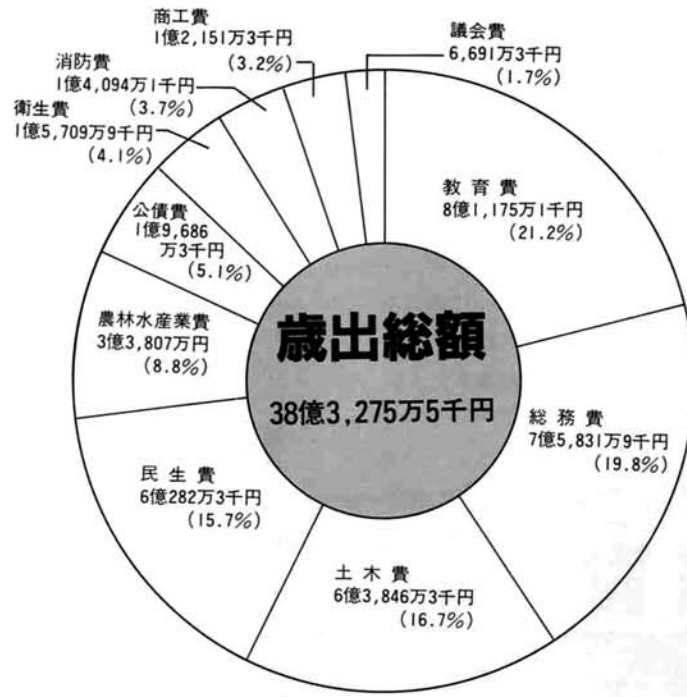 歳出総額
38億3,275万5千円
教育費
8億1,175万1千円
(21.2%)
総務費
7億5,831万9千円
(19.8%)
土木費
6億3,846万3千円
(16.7%)
民生費
6億282万3千円
(15.7%)
農林水産業費
3億3,807万円
(8.8%)
公債費
1億9,686
万3千円
(5.1%)
衛生費
1億5,709万9千円
(4.1%)
消防費
1億4,094万1千円
(3.7%)
商工費
1億2,151万3千円
(3.2%)
議会費
6,691万3千円
(1.7%)